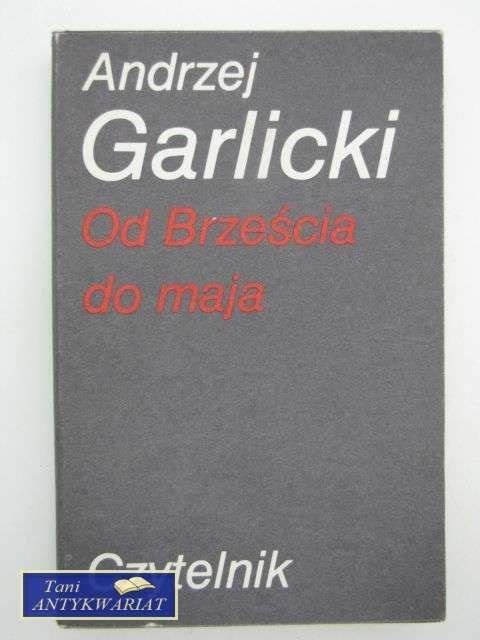 Andrzej
Garlicki
Od Brześcia
do maja
Czytelnik
Tani
ANTYKWARIAT